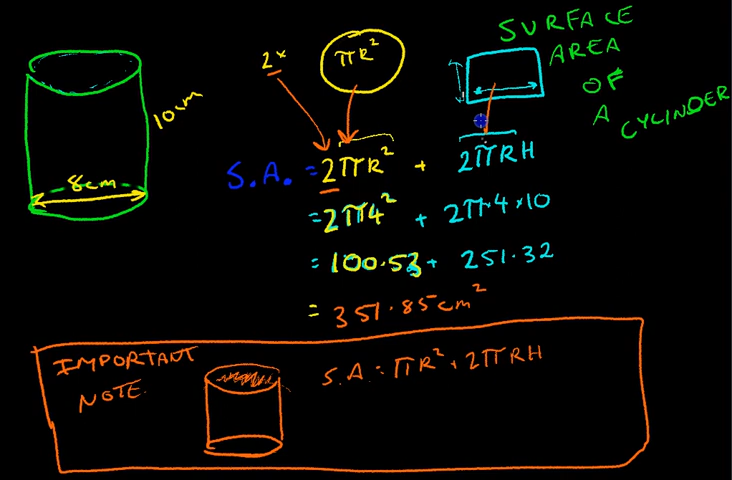 SURFACE
AREA
OF
A CYLINDER
10cm
8cm
2×
πR²
S.A. = 2πR² + 2πRH
= 2π4² + 2π·4×10
= 100.53 + 251.32
= 351.85cm²
IMPORTANT
NOTE.
S.A. = πR² + 2πRH